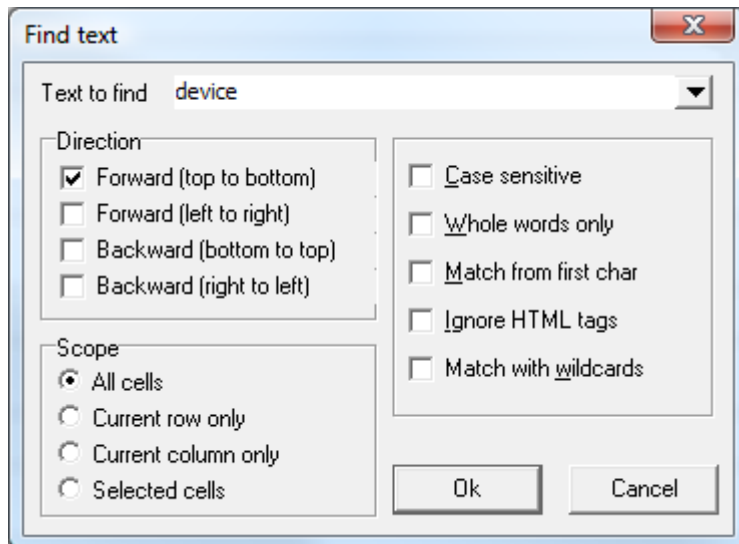 Find text
Text to find device
Direction
Forward (top to bottom)
Forward (left to right)
Backward (bottom to top)
Backward (right to left)
Case sensitive
Whole words only
Match from first char
Ignore HTML tags
Match with wildcards
Scope
All cells
Current row only
Current column only
Selected cells
Ok Cancel